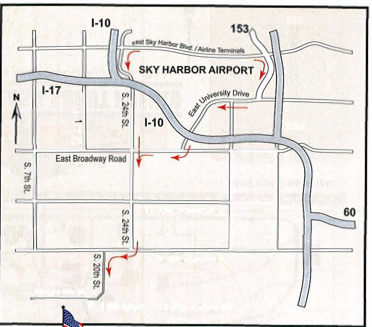 I-10
153
East Sky Harbor Blvd. / Airline Terminals
SKY HARBOR AIRPORT
I-17
N
S. 24th St.
I-10
East University Drive
East Broadway Road
S. 7th St.
S. 24th St.
60
S. 20th St.